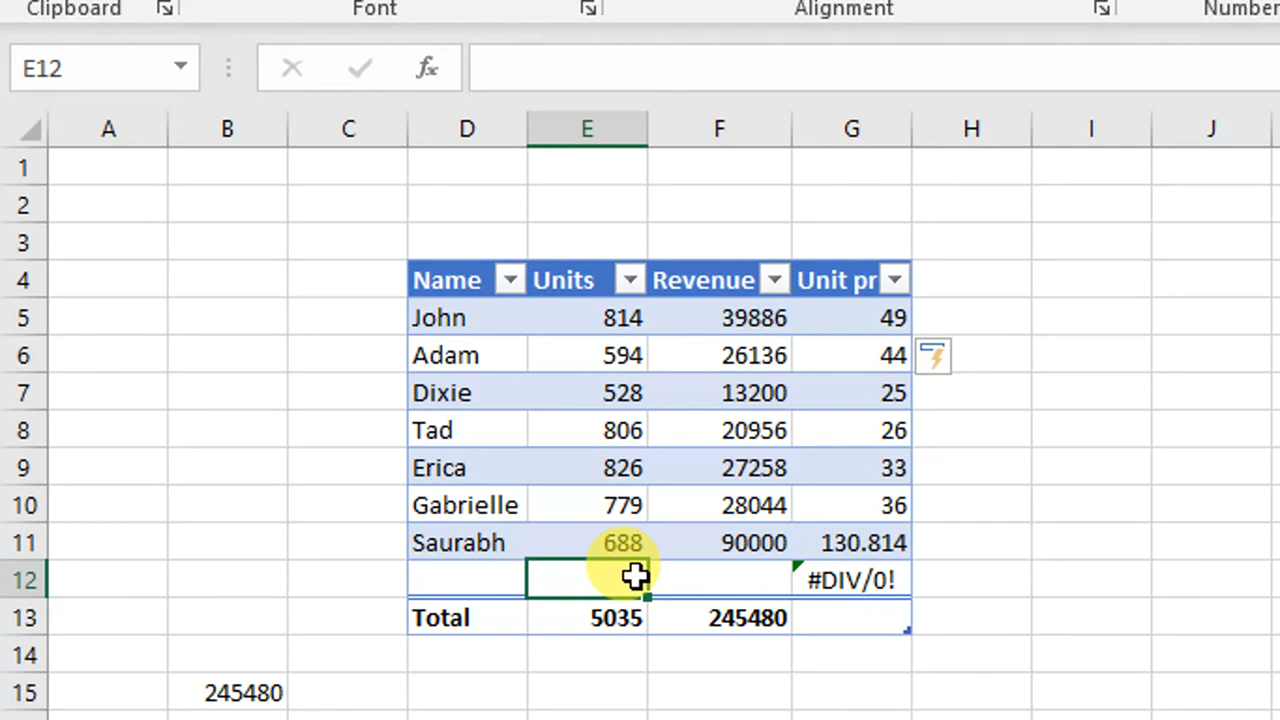 Clipboard Font Alignment Number
E12 fx
A B C D E F G H I J
1
2
3
4 Name Units Revenue Unit pr
5 John 814 39886 49
6 Adam 594 26136 44
7 Dixie 528 13200 25
8 Tad 806 20956 26
9 Erica 826 27258 33
10 Gabrielle 779 28044 36
11 Saurabh 688 90000 130.814
12 #DIV/0!
13 Total 5035 245480
14
15 245480